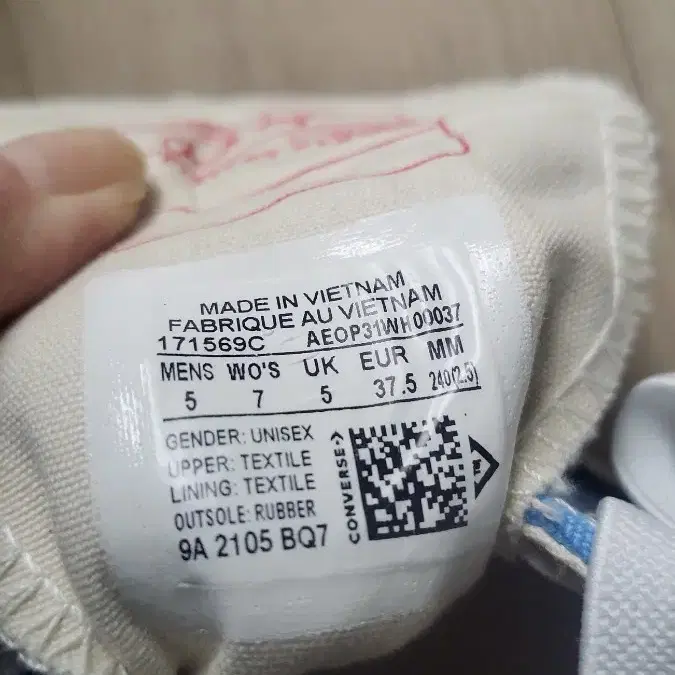 MADE IN VIETNAM
FABRIQUE AU VIETNAM
171569C AEOP31WH00037
MENS WO'S UK EUR MM
5 7 5 37.5 240(2.5)
GENDER: UNISEX
UPPER: TEXTILE
LINING: TEXTILE
OUTSOLE: RUBBER
9A 2105 BQ7
CONVERSE->